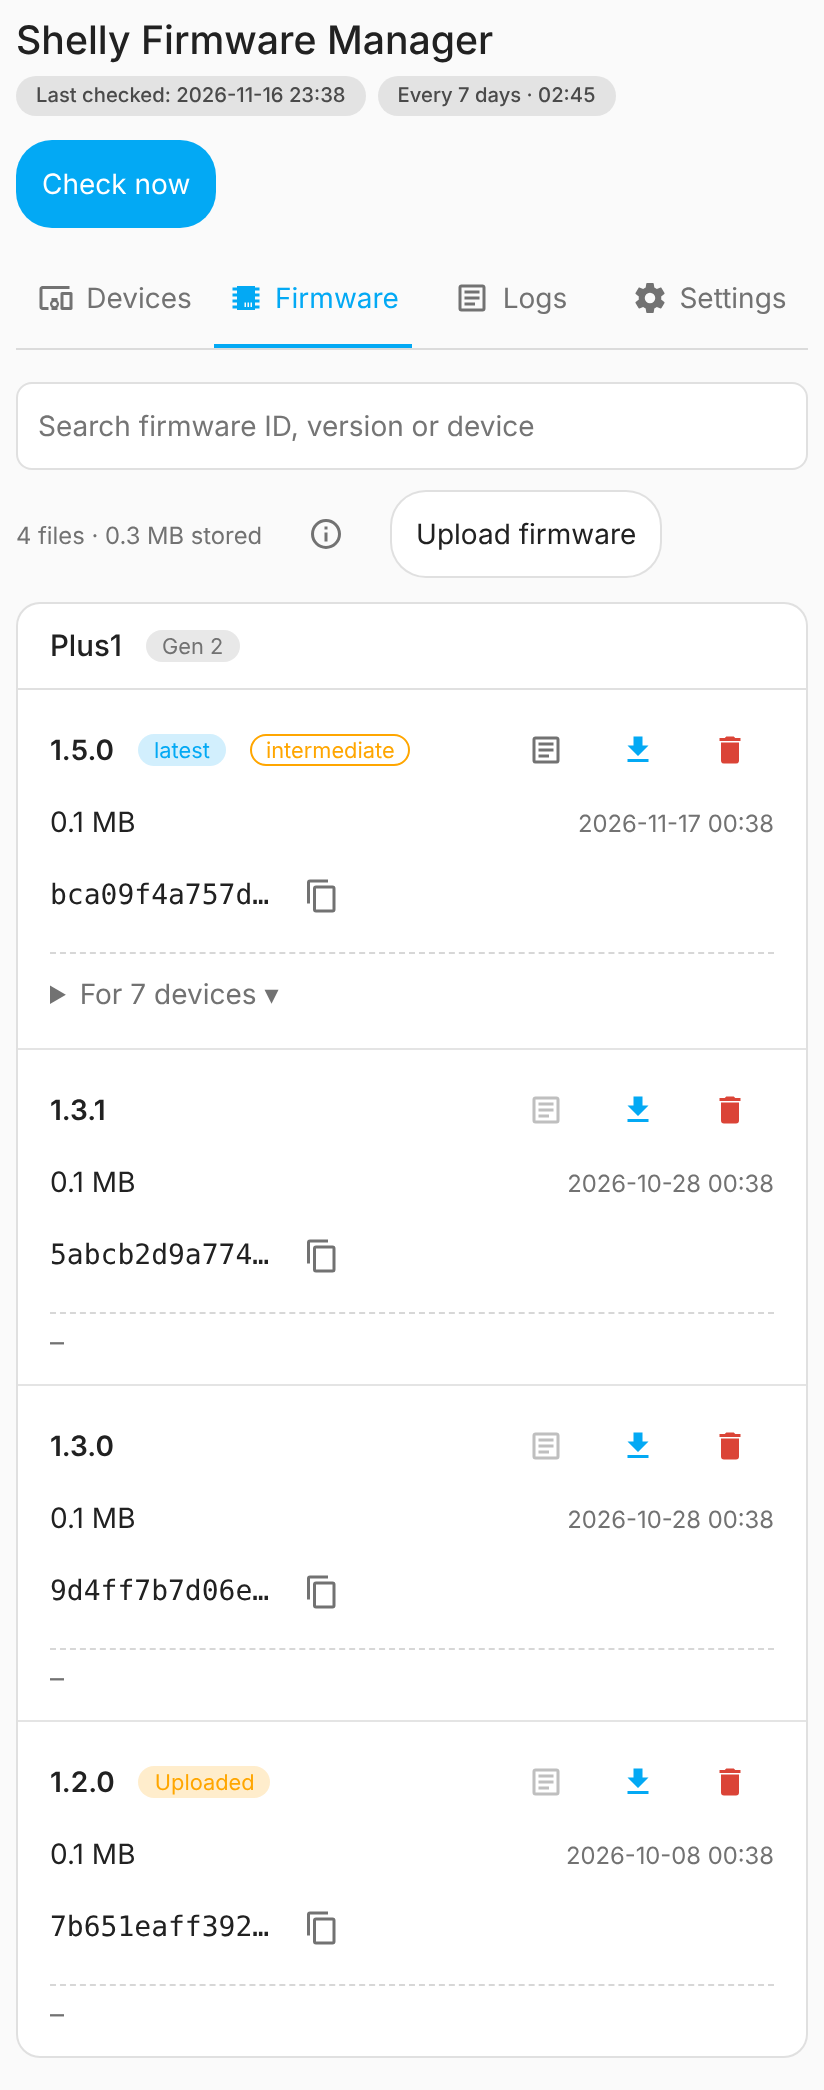 Shelly Firmware Manager
Last checked: 2026-11-16 23:38 Every 7 days · 02:45
Check now
Devices Firmware Logs Settings
Search firmware ID, version or device
4 files · 0.3 MB stored Upload firmware
Plus1 Gen 2
1.5.0 latest intermediate
0.1 MB 2026-11-17 00:38
bca09f4a757d…
▶ For 7 devices ▾
1.3.1
0.1 MB 2026-10-28 00:38
5abcb2d9a774…
–
1.3.0
0.1 MB 2026-10-28 00:38
9d4ff7b7d06e…
–
1.2.0 Uploaded
0.1 MB 2026-10-08 00:38
7b651eaff392…
–